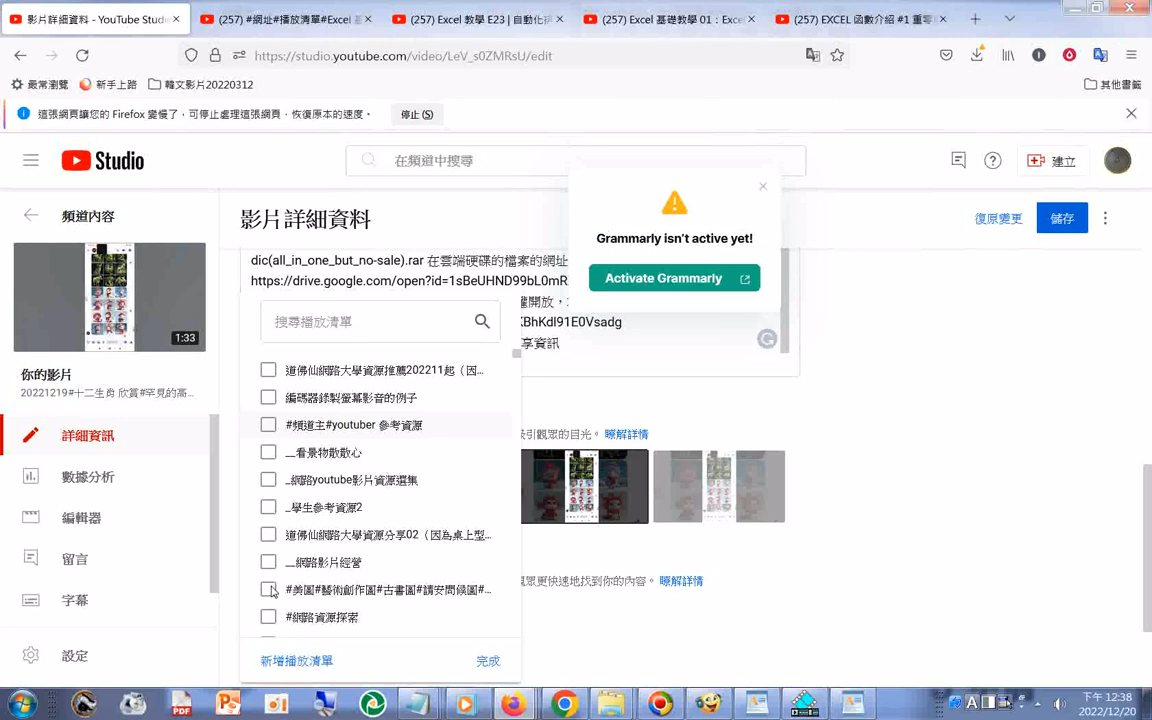 影片詳細資料 - YouTube Studi
(257) #網址#播放清單#Excel 基
(257) Excel 教學 E23 | 自動化
(257) Excel 基礎教學 01：Exce
(257) EXCEL 函數介紹 #1 重零
https://studio.youtube.com/video/LeV_s0ZMRsU/edit
最常瀏覽
新手上路
韓文影片20220312
其他書籤
這張網頁讓您的 Firefox 變慢了，可停止處理這張網頁，恢復原本的速度。
停止(S)
Studio
在頻道中搜尋
建立
頻道內容
影片詳細資料
復原變更
儲存
Grammarly isn't active yet!
Activate Grammarly
dic(all_in_one_but_no-sale).rar 在雲端硬碟的檔案的網址
https://drive.google.com/open?id=1sBeUHND99bL0mR
開放，
KBhKdl91E0Vsadg
享資訊
搜尋播放清單
道佛仙網路大學資源推薦202211起（因...
編碼器錄製螢幕影音的例子
#頻道主#youtuber 參考資源
__看景物散散心
_網路youtube影片資源選集
_學生參考資源2
道佛仙網路大學資源分享02（因為桌上型...
__網路影片經營
#美圖#藝術創作圖#古書圖#請安問候圖#...
#網路資源探索
新增播放清單
完成
引觀眾的目光。 瞭解詳情
觀眾更快速地找到你的內容。 瞭解詳情
1:33
你的影片
20221219#十二生肖 欣賞#罕見的高...
詳細資訊
數據分析
編輯器
留言
字幕
設定
PDF
A
下午 12:38
2022/12/20